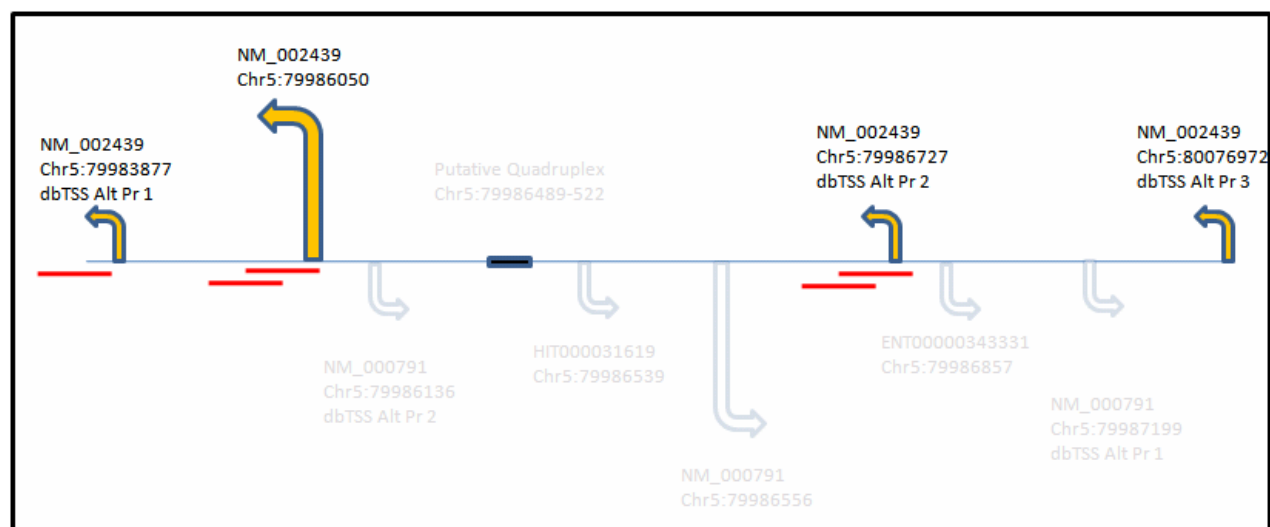 NM_002439
Chr5:79986050
NM_002439
Chr5:79983877
dbTSS Alt Pr 1
Putative Quadruplex
Chr5:79986489-522
NM_002439
Chr5:79986727
dbTSS Alt Pr 2
NM_002439
Chr5:80076972
dbTSS Alt Pr 3
NM_000791
Chr5:79986136
dbTSS Alt Pr 2
HIT000031619
Chr5:79986539
NM_000791
Chr5:79986556
ENT00000343331
Chr5:79986857
NM_000791
Chr5:79987199
dbTSS Alt Pr 1